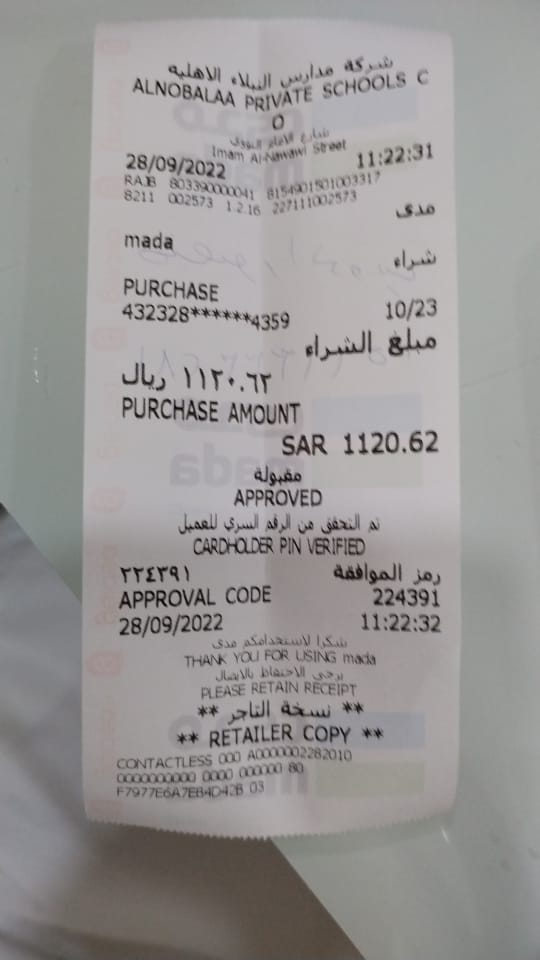 شركة مدارس النبلاء الاهليه
ALNOBALAA PRIVATE SCHOOLS C
O
شارع الامام النووي
Imam Al-Nawawi Street
28/09/2022 11:22:31
RAJB 803390000041 8154901501003317
8211 002573 1.2.16 227111002573
مدى
mada
شراء
PURCHASE
432328******4359 10/23
مبلغ الشراء
١١٢٠.٦٢ ريال
PURCHASE AMOUNT
SAR 1120.62
مقبولة
APPROVED
تم التحقق من الرقم السري للعميل
CARDHOLDER PIN VERIFIED
رمز الموافقة ٢٢٤٣٩١
APPROVAL CODE 224391
28/09/2022 11:22:32
شكرا لاستخدامكم مدى
THANK YOU FOR USING mada
يرجى الاحتفاظ بالايصال
PLEASE RETAIN RECEIPT
** نسخة التاجر **
** RETAILER COPY **
CONTACTLESS 000 A0000002282010
0000000000 0000 000000 80
F7977E6A7EB4D42B 03